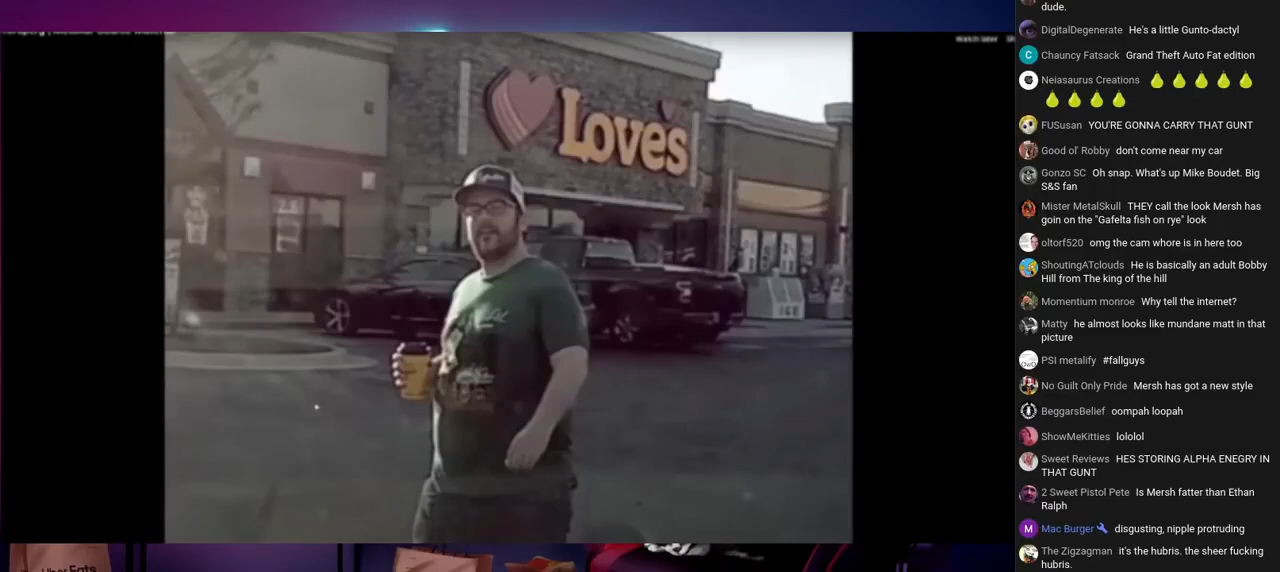 Watch later
Love's
Uber Eats
ICE
dude.
DigitalDegenerate He's a little Gunto-dactyl
C Chauncy Fatsack Grand Theft Auto Fat edition
Neiasaurus Creations
FUSusan YOU'RE GONNA CARRY THAT GUNT
Good ol' Robby don't come near my car
Gonzo SC Oh snap. What's up Mike Boudet. Big
S&S fan
Mister MetalSkull THEY call the look Mersh has
goin on the "Gafelta fish on rye" look
oltorf520 omg the cam whore is in here too
ShoutingATclouds He is basically an adult Bobby
Hill from The king of the hill
Momentium monroe Why tell the internet?
Matty he almost looks like mundane matt in that
picture
PSI metalify #fallguys
No Guilt Only Pride Mersh has got a new style
BeggarsBelief oompah loopah
ShowMeKitties lololol
Sweet Reviews HES STORING ALPHA ENEGRY IN
THAT GUNT
2 Sweet Pistol Pete Is Mersh fatter than Ethan
Ralph
M Mac Burger disgusting, nipple protruding
The Zigzagman it's the hubris. the sheer fucking
hubris.